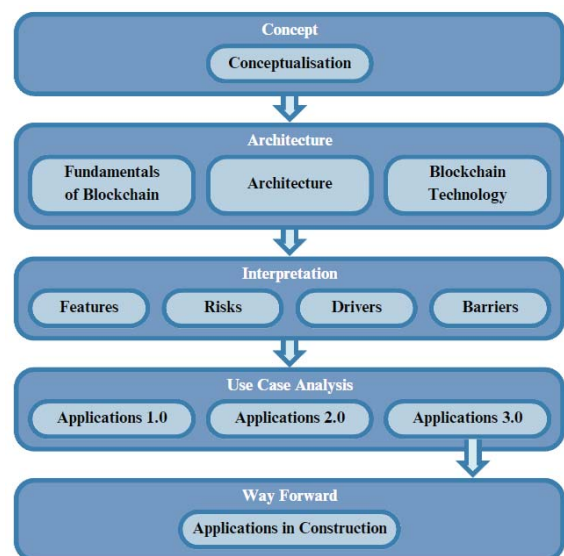 Concept
Conceptualisation
Architecture
Fundamentals
of Blockchain
Architecture
Blockchain
Technology
Interpretation
Features
Risks
Drivers
Barriers
Use Case Analysis
Applications 1.0
Applications 2.0
Applications 3.0
Way Forward
Applications in Construction